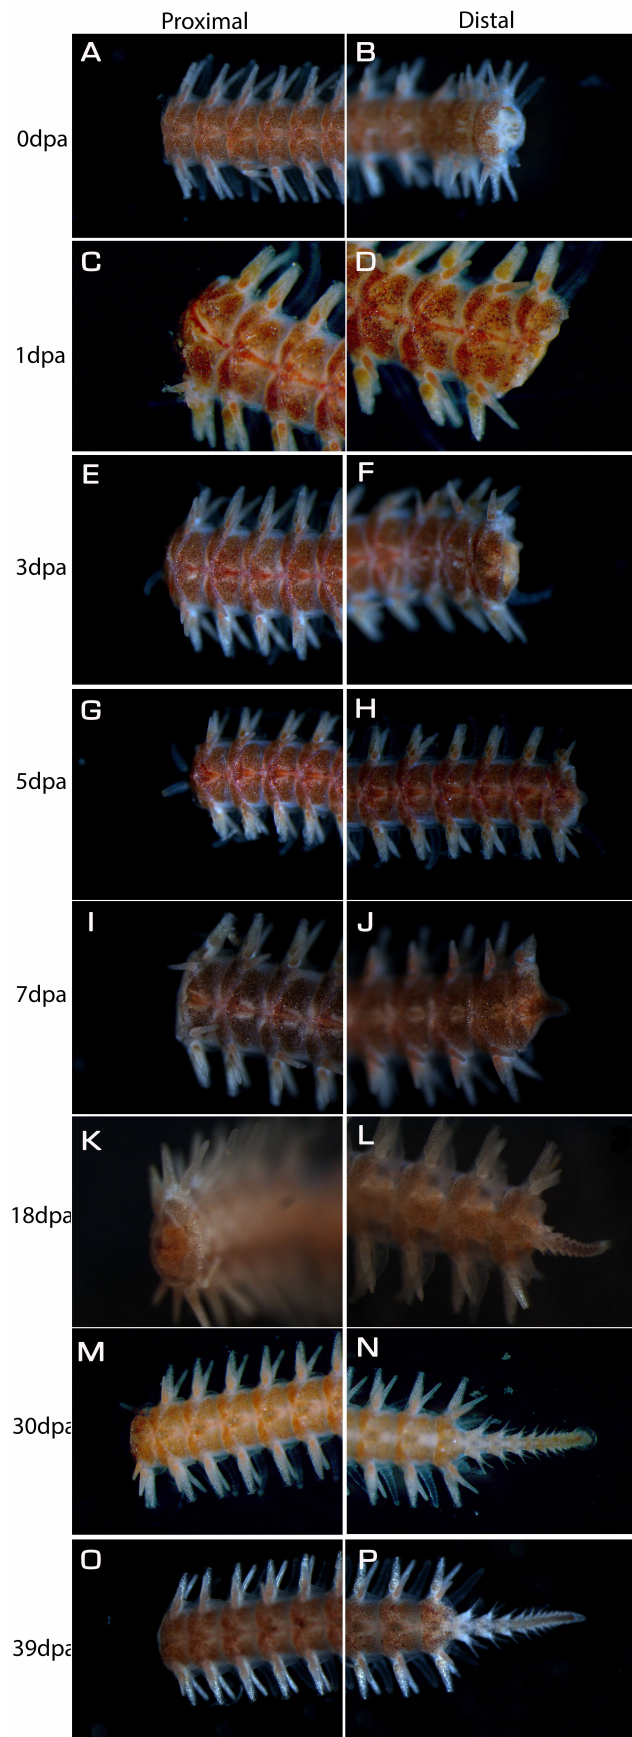 Proximal Distal
A B
0dpa
C D
1dpa
E F
3dpa
G H
5dpa
I J
7dpa
K L
18dpa
M N
30dpa
O P
39dpa